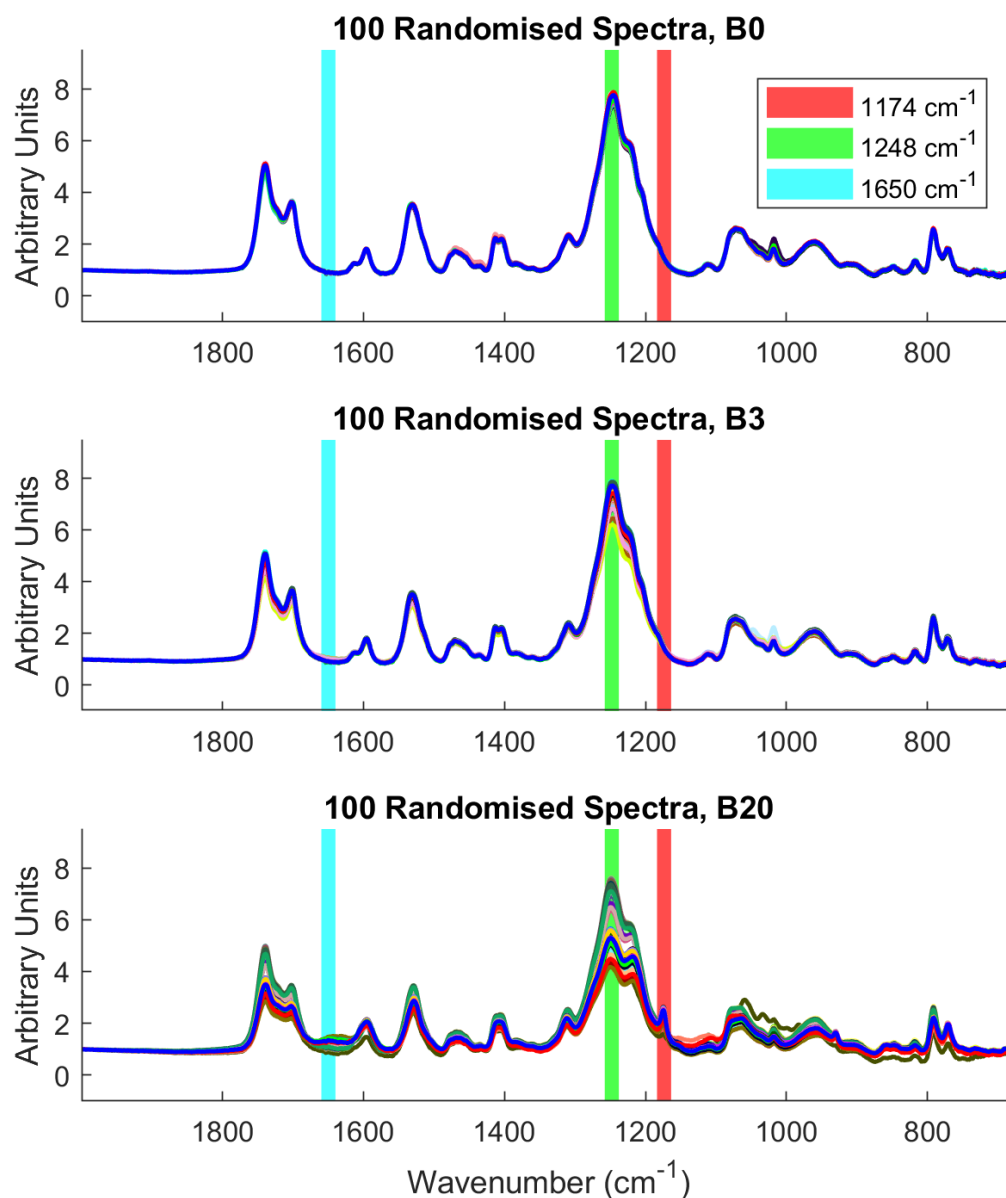 100 Randomised Spectra, B0
Arbitrary Units
8
6
4
2
0
1174 cm⁻¹
1248 cm⁻¹
1650 cm⁻¹
1800 1600 1400 1200 1000 800
100 Randomised Spectra, B3
Arbitrary Units
8
6
4
2
0
1800 1600 1400 1200 1000 800
100 Randomised Spectra, B20
Arbitrary Units
8
6
4
2
0
1800 1600 1400 1200 1000 800
Wavenumber (cm⁻¹)